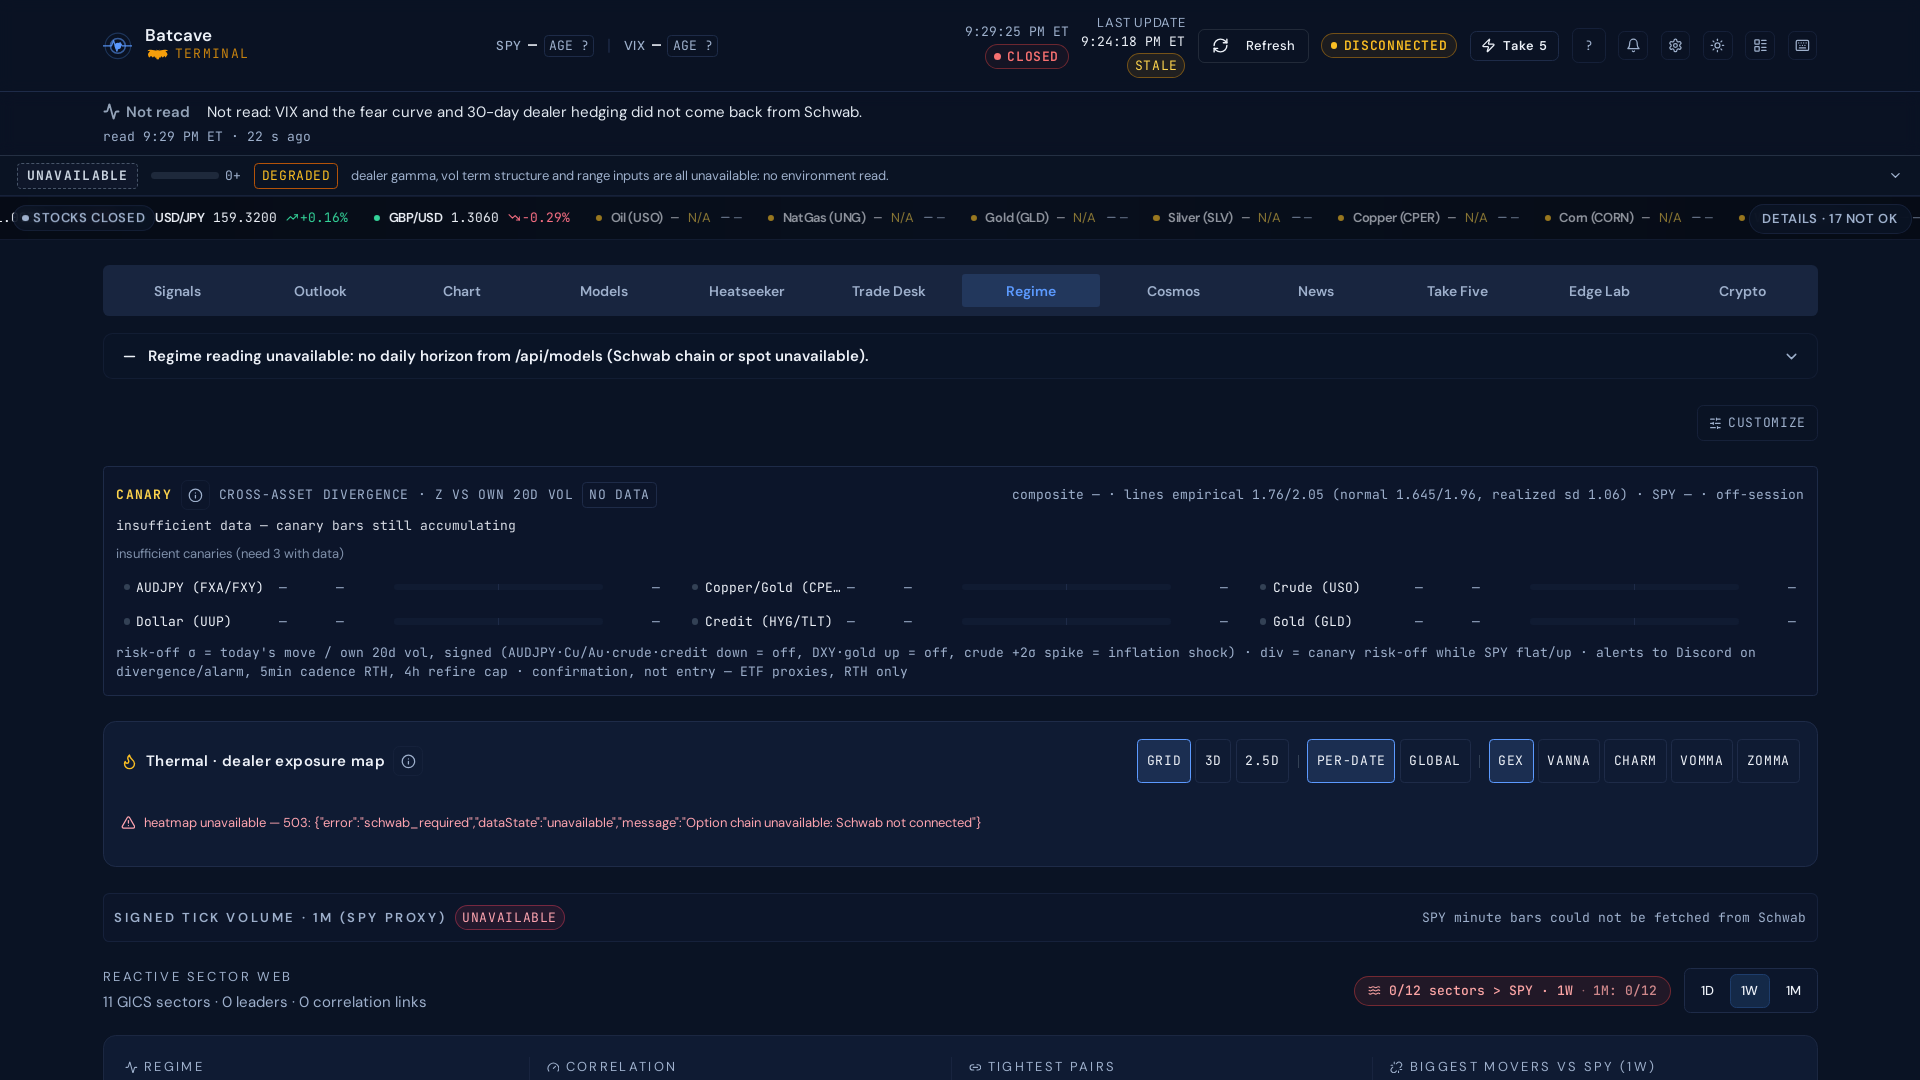 Batcave
TERMINAL
SPY — AGE ? VIX — AGE ?
9:29:25 PM ET
CLOSED
LAST UPDATE
9:24:18 PM ET
STALE
Refresh
DISCONNECTED
Take 5
?
Not read Not read: VIX and the fear curve and 30-day dealer hedging did not come back from Schwab.
read 9:29 PM ET · 22 s ago
UNAVAILABLE 0+ DEGRADED dealer gamma, vol term structure and range inputs are all unavailable: no environment read.
STOCKS CLOSED USD/JPY 159.3200 +0.16% GBP/USD 1.3060 -0.29% Oil (USO) — N/A —— NatGas (UNG) — N/A —— Gold (GLD) — N/A —— Silver (SLV) — N/A —— Copper (CPER) — N/A —— Corn (CORN) — N/A —— DETAILS · 17 NOT OK
Signals Outlook Chart Models Heatseeker Trade Desk Regime Cosmos News Take Five Edge Lab Crypto
— Regime reading unavailable: no daily horizon from /api/models (Schwab chain or spot unavailable).
CUSTOMIZE
CANARY CROSS-ASSET DIVERGENCE · Z VS OWN 20D VOL NO DATA composite — · lines empirical 1.76/2.05 (normal 1.645/1.96, realized sd 1.06) · SPY — · off-session
insufficient data — canary bars still accumulating
insufficient canaries (need 3 with data)
AUDJPY (FXA/FXY) — — — Copper/Gold (CPE… — — — Crude (USO) — — —
Dollar (UUP) — — — Credit (HYG/TLT) — — — Gold (GLD) — — —
risk-off σ = today's move / own 20d vol, signed (AUDJPY·Cu/Au·crude·credit down = off, DXY·gold up = off, crude +2σ spike = inflation shock) · div = canary risk-off while SPY flat/up · alerts to Discord on
divergence/alarm, 5min cadence RTH, 4h refire cap · confirmation, not entry — ETF proxies, RTH only
Thermal · dealer exposure map GRID 3D 2.5D PER-DATE GLOBAL GEX VANNA CHARM VOMMA ZOMMA
heatmap unavailable — 503: {"error":"schwab_required","dataState":"unavailable","message":"Option chain unavailable: Schwab not connected"}
SIGNED TICK VOLUME · 1M (SPY PROXY) UNAVAILABLE SPY minute bars could not be fetched from Schwab
REACTIVE SECTOR WEB
11 GICS sectors · 0 leaders · 0 correlation links
0/12 sectors > SPY · 1W · 1M: 0/12 1D 1W 1M
REGIME CORRELATION TIGHTEST PAIRS BIGGEST MOVERS VS SPY (1W)